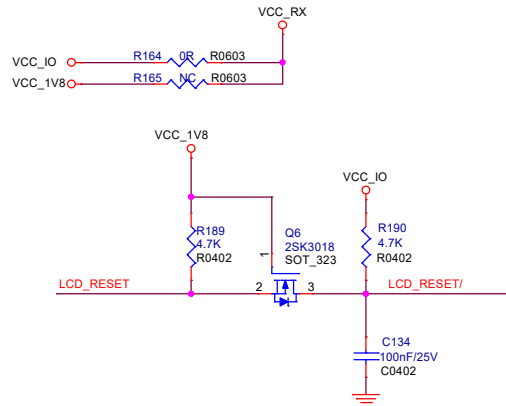 VCC_RX
VCC_IO R164 0R R0603
VCC_1V8 R165 NC R0603
VCC_1V8
VCC_IO
R189
4.7K
R0402
Q6
2SK3018
SOT_323
R190
4.7K
R0402
1
LCD_RESET 2 3 LCD_RESET/
C134
100nF/25V
C0402